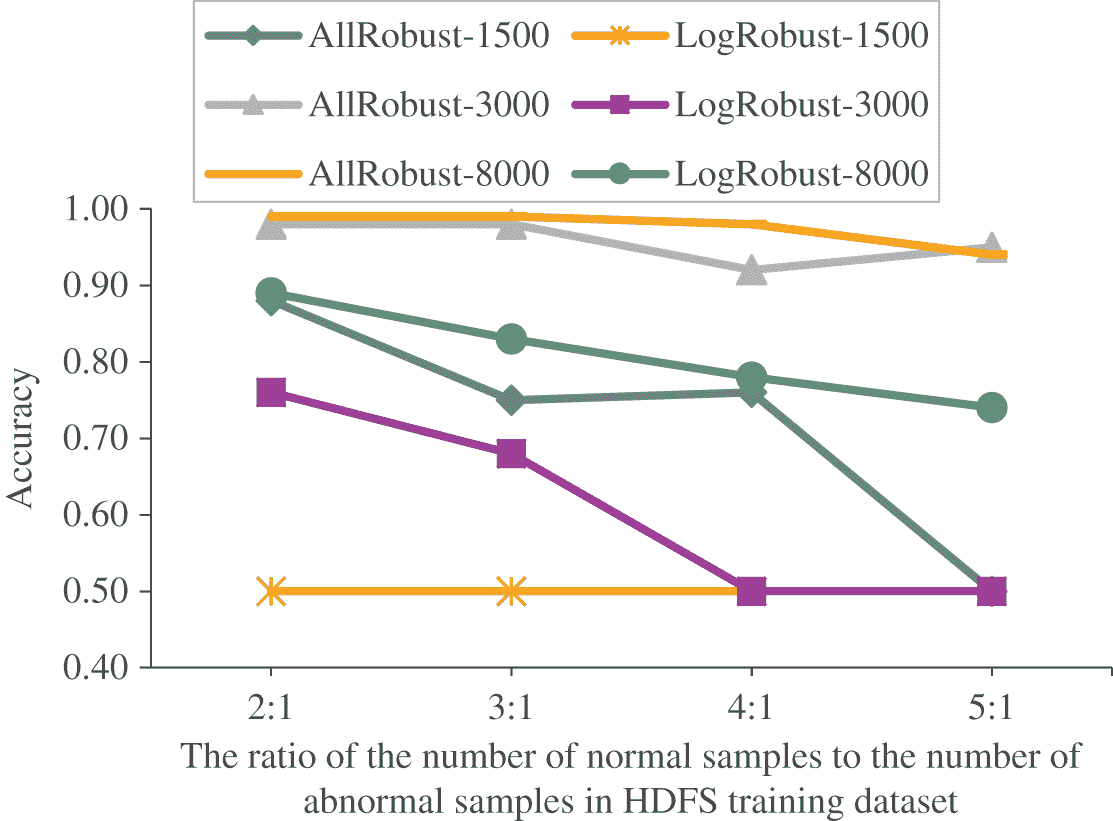 AllRobust-1500 LogRobust-1500
AllRobust-3000 LogRobust-3000
AllRobust-8000 LogRobust-8000
1.00
0.90
0.80
0.70
0.60
0.50
0.40
Accuracy
2:1 3:1 4:1 5:1
The ratio of the number of normal samples to the number of
abnormal samples in HDFS training dataset